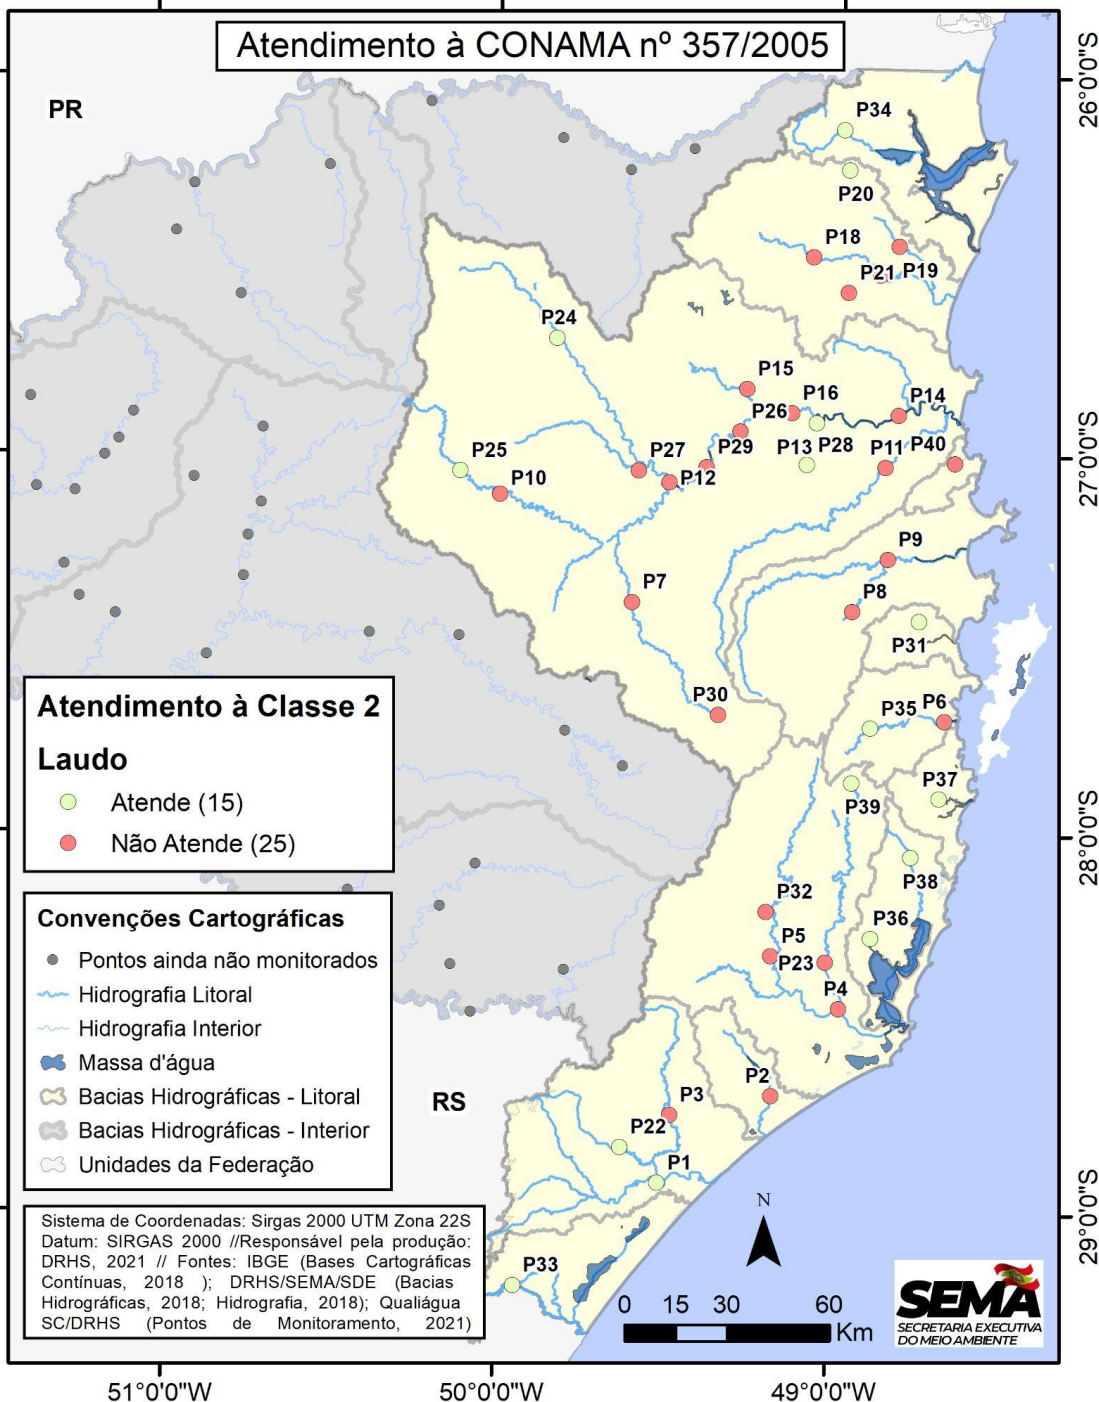 Atendimento à CONAMA nº 357/2005
PR
26°0'0"S
P34
P20
P18
P21
P19
P24
P15
P16
P14
P26
P25
P10
P27
P29
P12
P13
P28
P11
P40
27°0'0"S
P9
P7
P8
P31
P30
P35
P6
P37
P39
28°0'0"S
P38
P32
P36
P5
P23
P4
Atendimento à Classe 2
Laudo
Atende (15)
Não Atende (25)
Convenções Cartográficas
Pontos ainda não monitorados
Hidrografia Litoral
Hidrografia Interior
Massa d'água
Bacias Hidrográficas - Litoral
Bacias Hidrográficas - Interior
Unidades da Federação
RS
P2
P3
P22
P1
P33
29°0'0"S
Sistema de Coordenadas: Sirgas 2000 UTM Zona 22S
Datum: SIRGAS 2000 //Responsável pela produção:
DRHS, 2021 // Fontes: IBGE (Bases Cartográficas
Contínuas, 2018 ); DRHS/SEMA/SDE (Bacias
Hidrográficas, 2018; Hidrografia, 2018); Qualiágua
SC/DRHS (Pontos de Monitoramento, 2021)
N
0 15 30 60
Km
SEMA
SECRETARIA EXECUTIVA
DO MEIO AMBIENTE
51°0'0"W 50°0'0"W 49°0'0"W